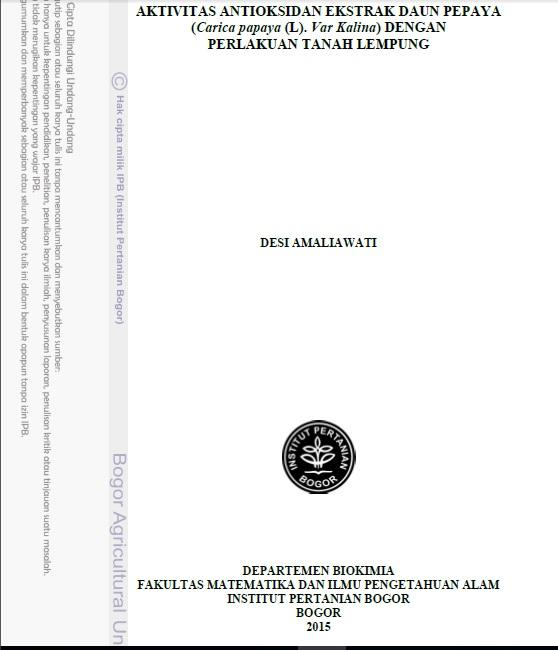 AKTIVITAS ANTIOKSIDAN EKSTRAK DAUN PEPAYA
(Carica papaya (L). Var Kalina) DENGAN
PERLAKUAN TANAH LEMPUNG
DESI AMALIAWATI
INSTITUT PERTANIAN
BOGOR
DEPARTEMEN BIOKIMIA
FAKULTAS MATEMATIKA DAN ILMU PENGETAHUAN ALAM
INSTITUT PERTANIAN BOGOR
BOGOR
2015
Cipta Dilindungi Undang-Undang
utip sebagian atau seluruh karya tulis ini tanpa mencantumkan dan menyebutkan sumber:
hanya untuk kepentingan pendidikan, penelitian, penulisan karya ilmiah, penyusunan laporan, penulisan kritik atau tinjauan suatu masalah.
tidak merugikan kepentingan yang wajar IPB.
gumumkan dan memperbanyak sebagian atau seluruh karya tulis ini dalam bentuk apapun tanpa izin IPB.
© Hak cipta milik IPB (Institut Pertanian Bogor)
Bogor Agricultural Un